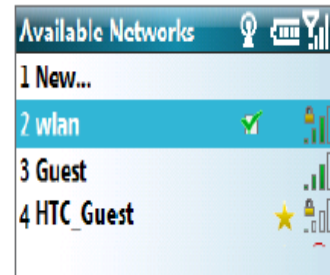 Available Networks
1 New...
2 wlan
3 Guest
4 HTC_Guest